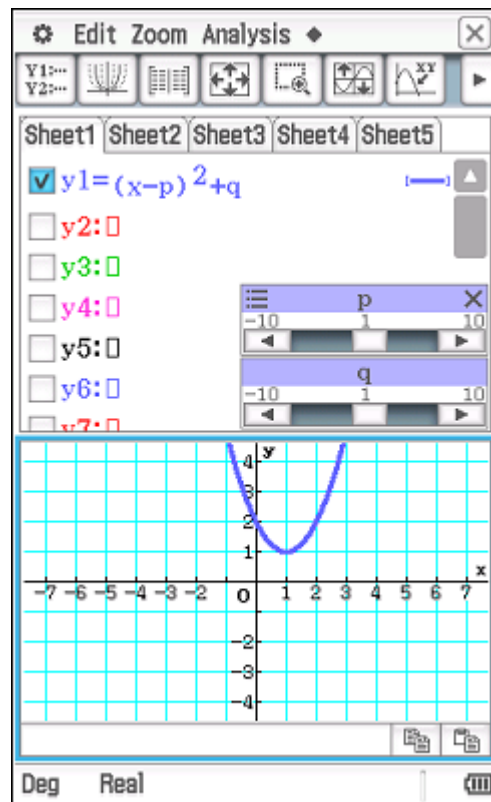 Edit Zoom Analysis ◆
Y1:⋯
Y2:⋯
XY
Sheet1 Sheet2 Sheet3 Sheet4 Sheet5
y1=(x-p)²+q
y2:▯
y3:▯
y4:▯
y5:▯
y6:▯
y7:▯
p
-10 1 10
q
-10 1 10
y
4
3
2
1
x
-7 -6 -5 -4 -3 -2 0 1 2 3 4 5 6 7
-2
-3
-4
Deg Real